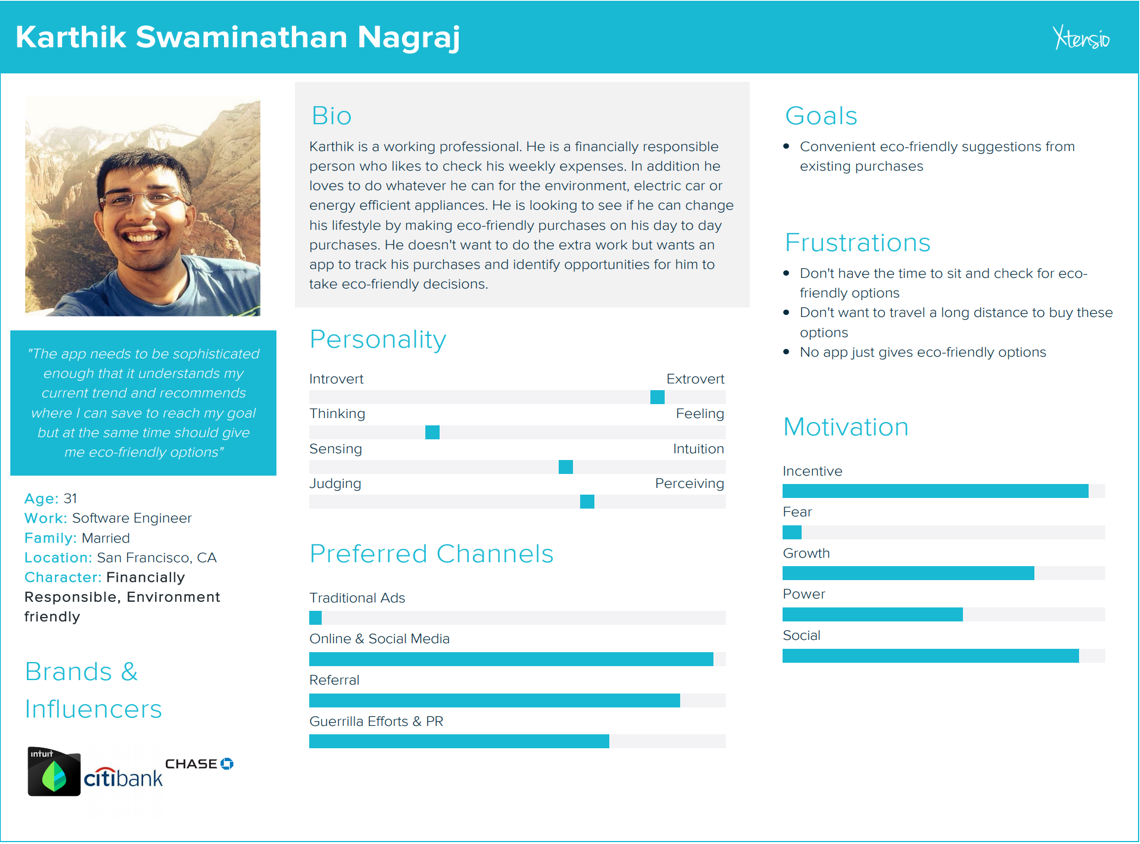 Karthik Swaminathan Nagraj
Xtensio
"The app needs to be sophisticated
enough that it understands my
current trend and recommends
where I can save to reach my goal
but at the same time should give
me eco-friendly options"
Age: 31
Work: Software Engineer
Family: Married
Location: San Francisco, CA
Character: Financially
Responsible, Environment
friendly
Brands &
Influencers
intuit
citibank
CHASE
Bio
Karthik is a working professional. He is a financially responsible
person who likes to check his weekly expenses. In addition he
loves to do whatever he can for the environment, electric car or
energy efficient appliances. He is looking to see if he can change
his lifestyle by making eco-friendly purchases on his day to day
purchases. He doesn't want to do the extra work but wants an
app to track his purchases and identify opportunities for him to
take eco-friendly decisions.
Personality
Introvert Extrovert
Thinking Feeling
Sensing Intuition
Judging Perceiving
Preferred Channels
Traditional Ads
Online & Social Media
Referral
Guerrilla Efforts & PR
Goals
Convenient eco-friendly suggestions from
existing purchases
Frustrations
Don't have the time to sit and check for eco-
friendly options
Don't want to travel a long distance to buy these
options
No app just gives eco-friendly options
Motivation
Incentive
Fear
Growth
Power
Social